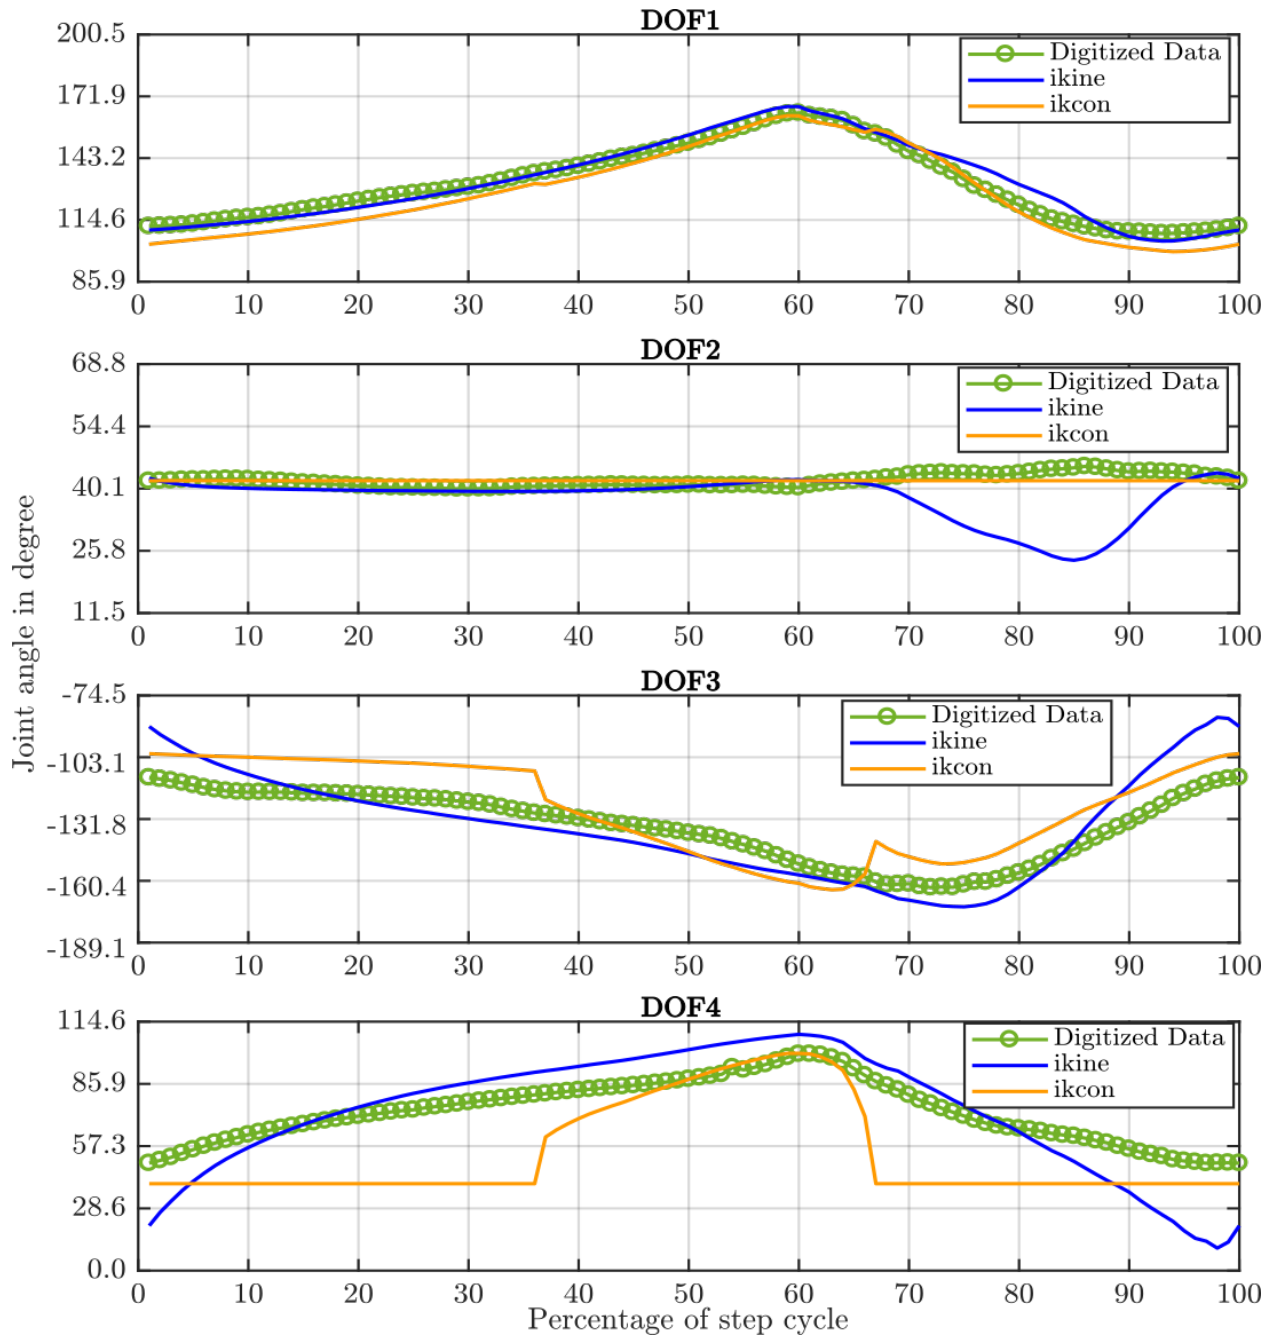 DOF1
200.5
171.9
143.2
114.6
85.9
Digitized Data
ikine
ikcon
0 10 20 30 40 50 60 70 80 90 100
DOF2
68.8
54.4
40.1
25.8
11.5
Digitized Data
ikine
ikcon
0 10 20 30 40 50 60 70 80 90 100
Joint angle in degree
DOF3
-74.5
-103.1
-131.8
-160.4
-189.1
Digitized Data
ikine
ikcon
0 10 20 30 40 50 60 70 80 90 100
DOF4
114.6
85.9
57.3
28.6
0.0
Digitized Data
ikine
ikcon
0 10 20 30 40 50 60 70 80 90 100
Percentage of step cycle